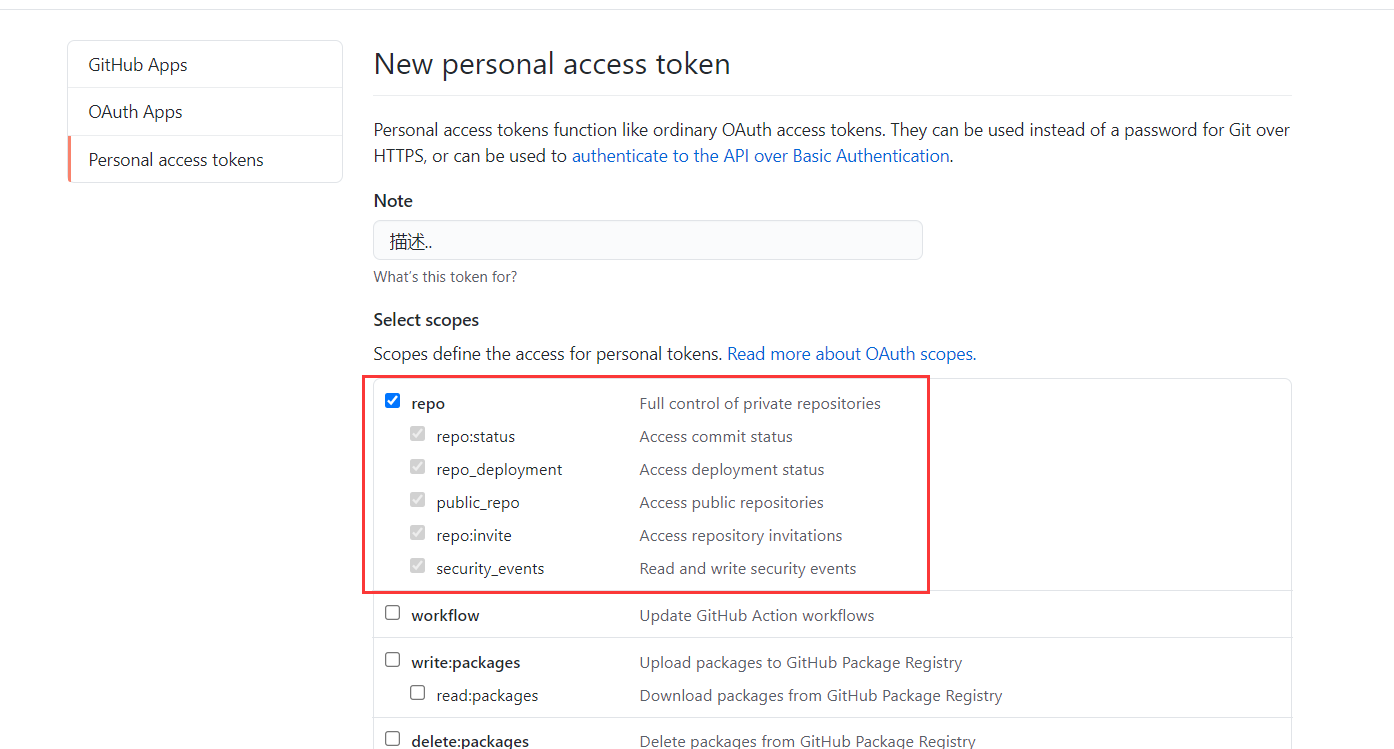 GitHub Apps
OAuth Apps
Personal access tokens
New personal access token
Personal access tokens function like ordinary OAuth access tokens. They can be used instead of a password for Git over
HTTPS, or can be used to authenticate to the API over Basic Authentication.
Note
描述..
What's this token for?
Select scopes
Scopes define the access for personal tokens. Read more about OAuth scopes.
repo Full control of private repositories
repo:status Access commit status
repo_deployment Access deployment status
public_repo Access public repositories
repo:invite Access repository invitations
security_events Read and write security events
workflow Update GitHub Action workflows
write:packages Upload packages to GitHub Package Registry
read:packages Download packages from GitHub Package Registry
delete:packages Delete packages from GitHub Package Registry